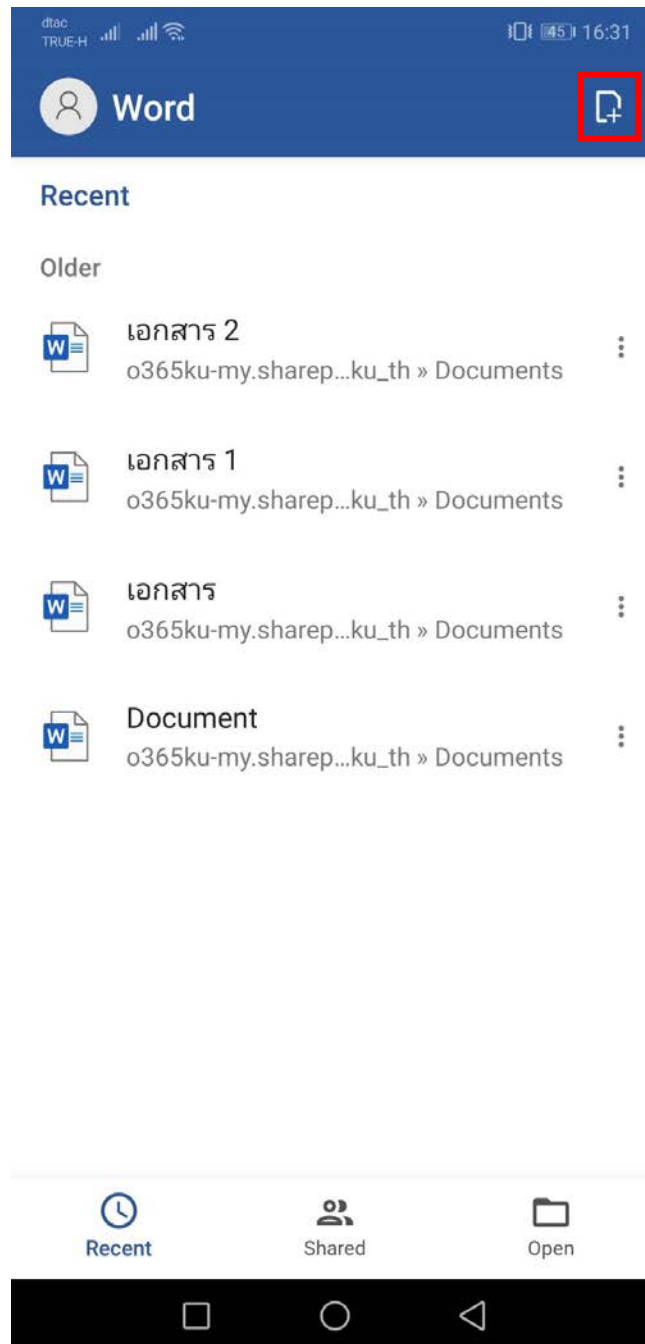 dtac
TRUE-H 45 16:31
Word
Recent
Older
เอกสาร 2
o365ku-my.sharep...ku_th » Documents
เอกสาร 1
o365ku-my.sharep...ku_th » Documents
เอกสาร
o365ku-my.sharep...ku_th » Documents
Document
o365ku-my.sharep...ku_th » Documents
Recent Shared Open